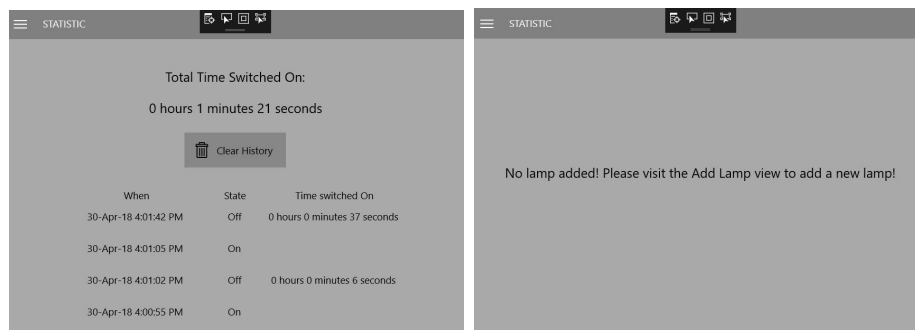 STATISTIC
Total Time Switched On:
0 hours 1 minutes 21 seconds
Clear History
When State Time switched On
30-Apr-18 4:01:42 PM Off 0 hours 0 minutes 37 seconds
30-Apr-18 4:01:05 PM On
30-Apr-18 4:01:02 PM Off 0 hours 0 minutes 6 seconds
30-Apr-18 4:00:55 PM On
STATISTIC
No lamp added! Please visit the Add Lamp view to add a new lamp!